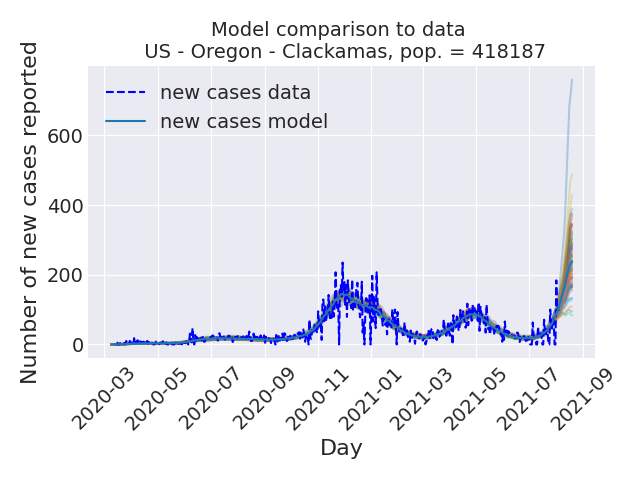 Model comparison to data
US - Oregon - Clackamas, pop. = 418187
Number of new cases reported
new cases data
new cases model
600
400
200
0
2020-03
2020-05
2020-07
2020-09
2020-11
2021-01
2021-03
2021-05
2021-07
2021-09
Day